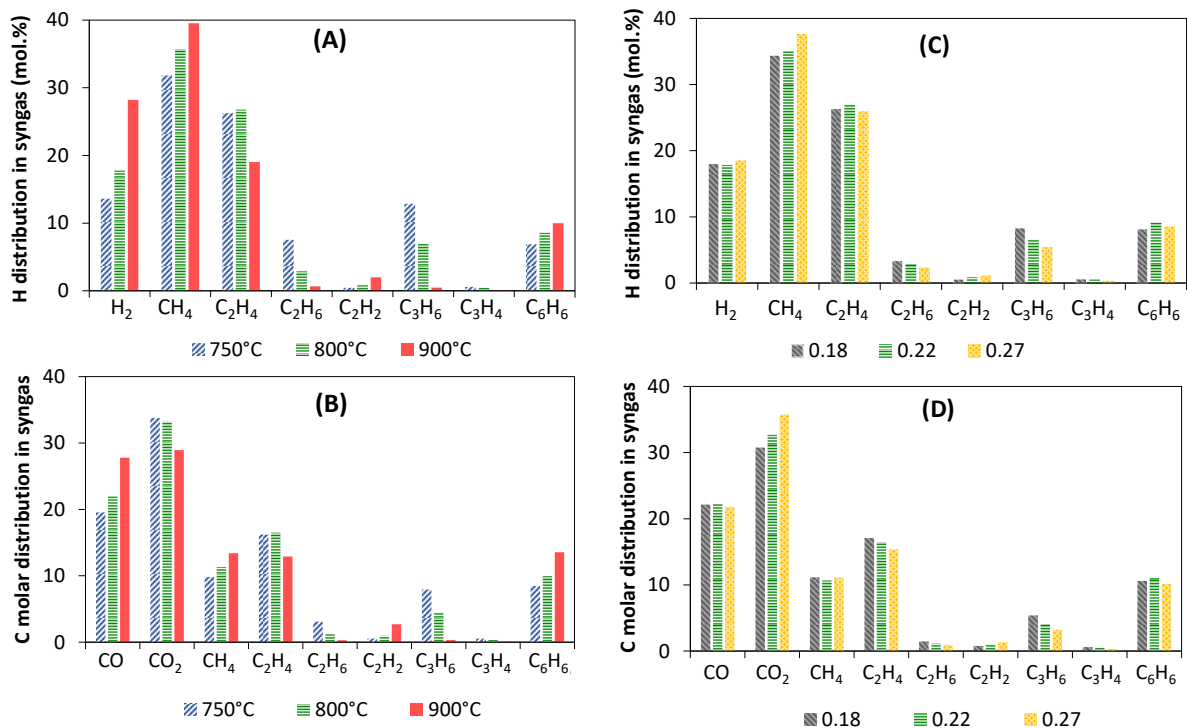 (A)
H distribution in syngas (mol.%)
40
30
20
10
0
H₂ CH₄ C₂H₄ C₂H₆ C₂H₂ C₃H₆ C₃H₄ C₆H₆
750°C 800°C 900°C
(C)
H distribution in syngas (mol.%)
40
30
20
10
0
H₂ CH₄ C₂H₄ C₂H₆ C₂H₂ C₃H₆ C₃H₄ C₆H₆
0.18 0.22 0.27
(B)
C molar distribution in syngas
40
30
20
10
0
CO CO₂ CH₄ C₂H₄ C₂H₆ C₂H₂ C₃H₆ C₃H₄ C₆H₆
750°C 800°C 900°C
(D)
C molar distribution in syngas
40
30
20
10
0
CO CO₂ CH₄ C₂H₄ C₂H₆ C₂H₂ C₃H₆ C₃H₄ C₆H₆
0.18 0.22 0.27